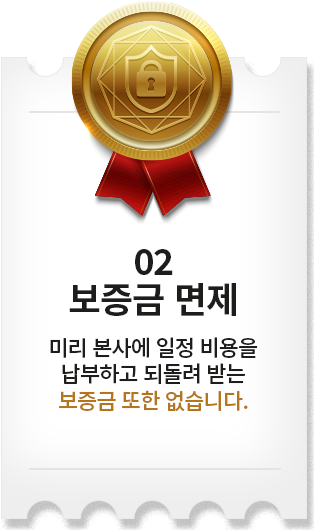 02
보증금 면제
미리 본사에 일정 비용을
납부하고 되돌려 받는
보증금 또한 없습니다.